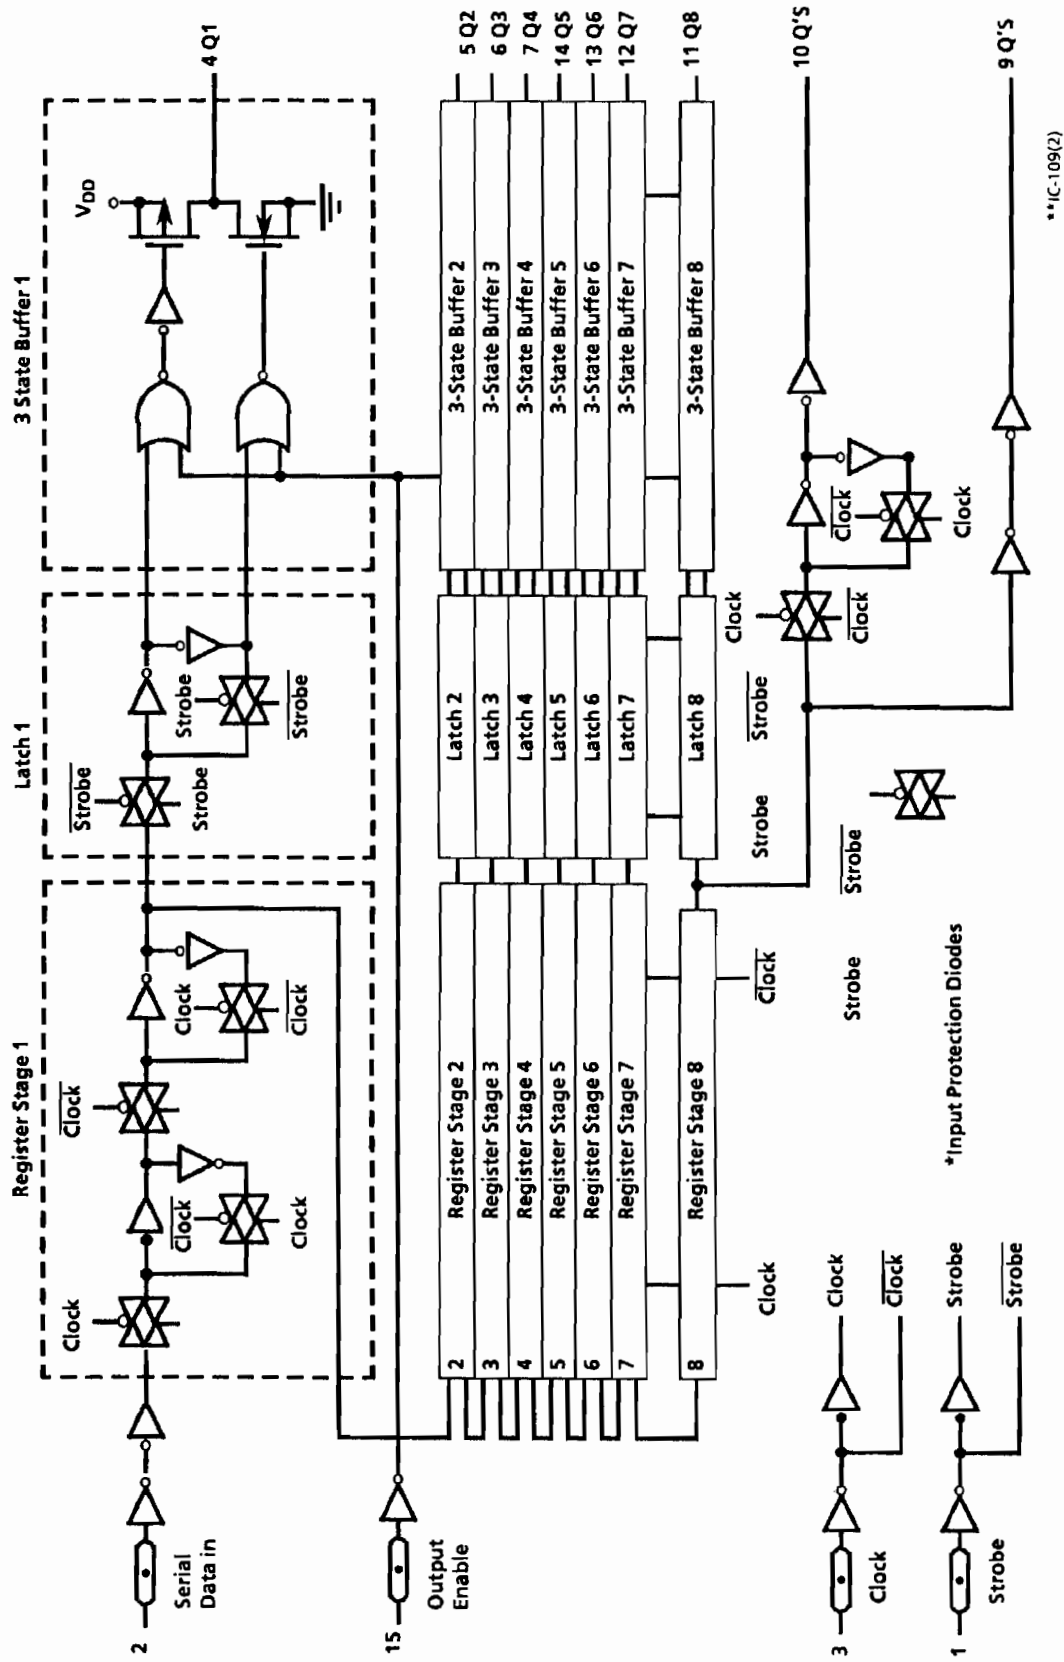 Register Stage 1
Latch 1
3 State Buffer 1
2
Serial
Data in
Clock
Clock
Clock
Clock
Clock
Clock
Strobe
Strobe
Strobe
Strobe
VDD
4 Q1
15
Output
Enable
2
Register Stage 2
Latch 2
3-State Buffer 2
5 Q2
3
Register Stage 3
Latch 3
3-State Buffer 3
6 Q3
4
Register Stage 4
Latch 4
3-State Buffer 4
7 Q4
5
Register Stage 5
Latch 5
3-State Buffer 5
14 Q5
6
Register Stage 6
Latch 6
3-State Buffer 6
13 Q6
7
Register Stage 7
Latch 7
3-State Buffer 7
12 Q7
8
Register Stage 8
Latch 8
3-State Buffer 8
11 Q8
Clock
Clock
Strobe
Strobe
Clock
Clock
Clock
Clock
10 Q'S
9 Q'S
3
Clock
Clock
Clock
1
Strobe
Strobe
Strobe
Strobe
Strobe
*Input Protection Diodes
**IC-109(2)